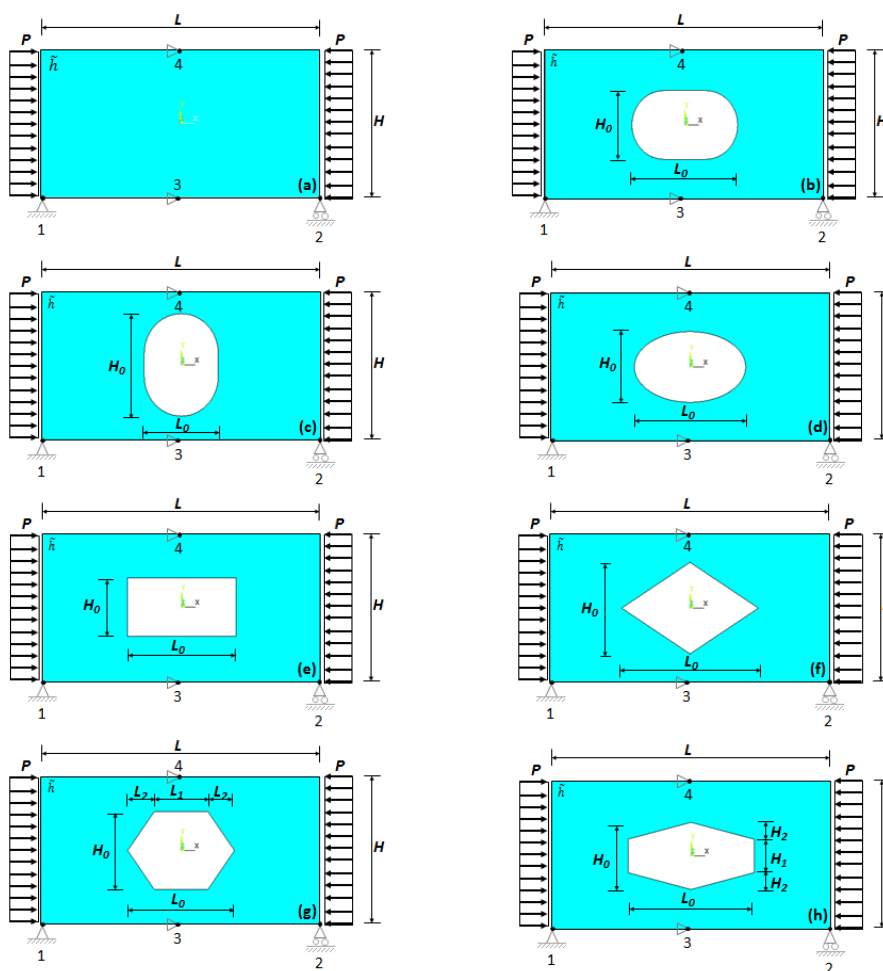 L
P 4 P
h̃
Y
X
H
3 (a)
1 2
L
P 4 P
h̃
Y
X
H₀
H
L₀
3 (b)
1 2
L
P 4 P
h̃
Y
X
H₀
H
L₀
3 (c)
1 2
L
P 4 P
h̃
Y
X
H₀
L₀
3 (d)
1 2
L
P 4 P
h̃
Y
X
H₀
H
L₀
3 (e)
1 2
L
P 4 P
h̃
Y
X
H₀
L₀
3 (f)
1 2
L
P 4 P
h̃
L₂ L₁ L₂
Y
X
H₀
H
L₀
3 (g)
1 2
L
P 4 P
h̃
Y
X
H₂
H₀ H₁
H₂
L₀
3 (h)
1 2